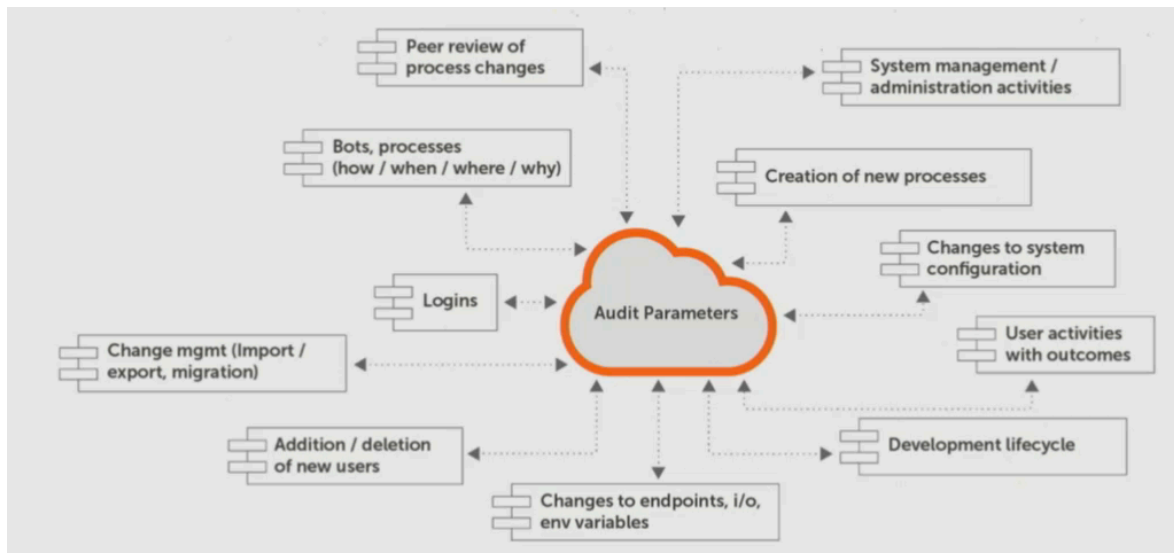 Peer review of
process changes
System management /
administration activities
Bots, processes
(how / when / where / why)
Creation of new processes
Changes to system
configuration
Logins
Audit Parameters
User activities
with outcomes
Change mgmt (Import /
export, migration)
Addition / deletion
of new users
Development lifecycle
Changes to endpoints, i/o,
env variables